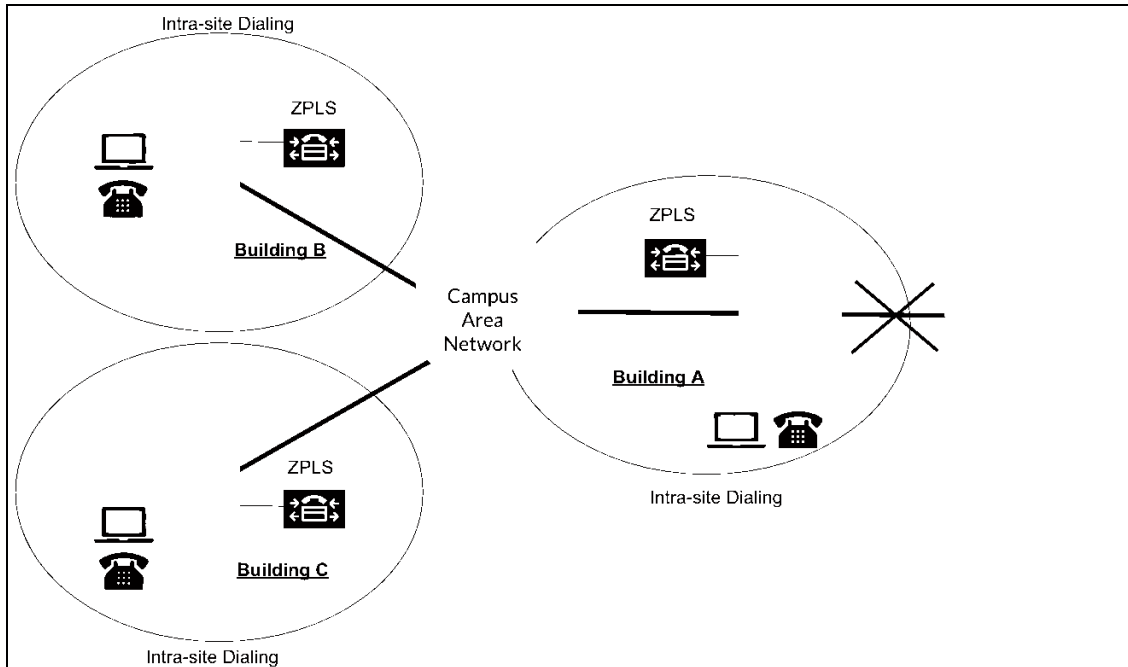 Intra-site Dialing
ZPLS
Building B
ZPLS
Campus
Area
Network
Building A
ZPLS
Intra-site Dialing
Building C
Intra-site Dialing